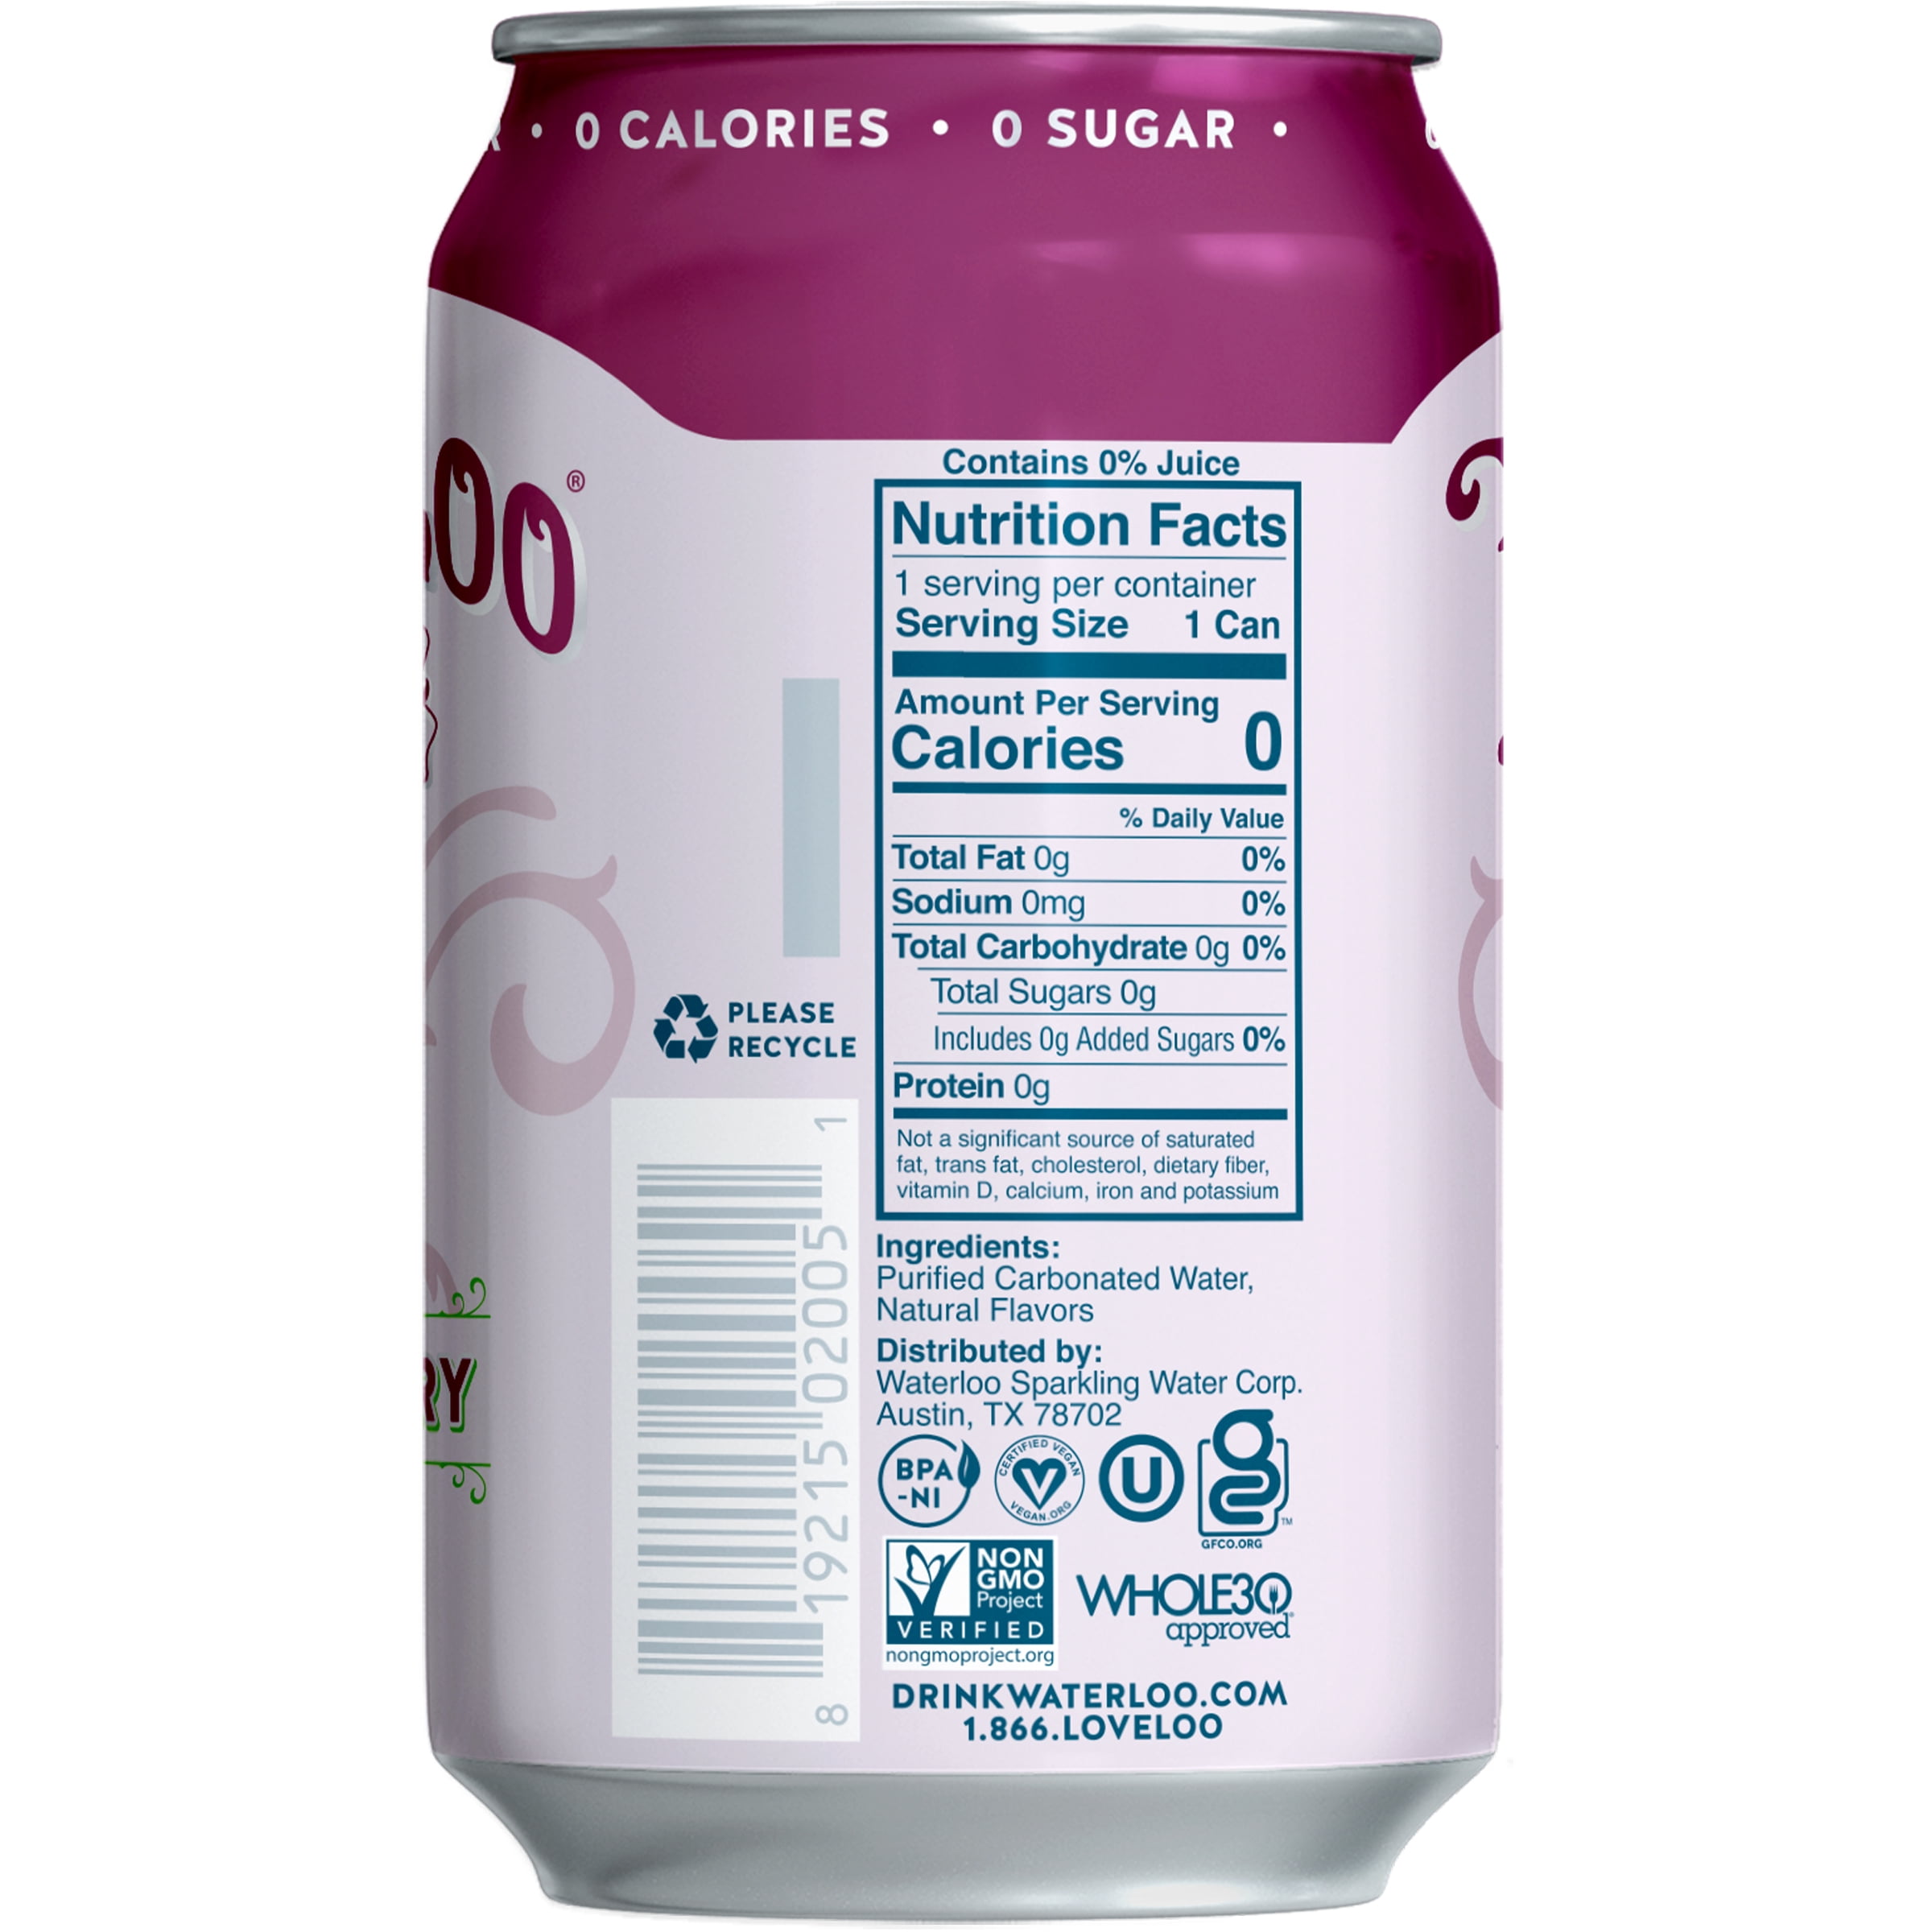 • 0 CALORIES • 0 SUGAR •
®
Contains 0% Juice
Nutrition Facts
1 serving per container
Serving Size 1 Can
Amount Per Serving
Calories 0
% Daily Value
Total Fat 0g 0%
Sodium 0mg 0%
Total Carbohydrate 0g 0%
Total Sugars 0g
Includes 0g Added Sugars 0%
Protein 0g
Not a significant source of saturated
fat, trans fat, cholesterol, dietary fiber,
vitamin D, calcium, iron and potassium
PLEASE
RECYCLE
8 19215 02005 1
Ingredients:
Purified Carbonated Water,
Natural Flavors
Distributed by:
Waterloo Sparkling Water Corp.
Austin, TX 78702
RY
BPA
-NI
CERTIFIED VEGAN
V
VEGAN.ORG
U
g
TM
GFCO.ORG
NON
GMO
Project
VERIFIED
nongmoproject.org
WHOLE30
approved
DRINKWATERLOO.COM
1.866.LOVELOO